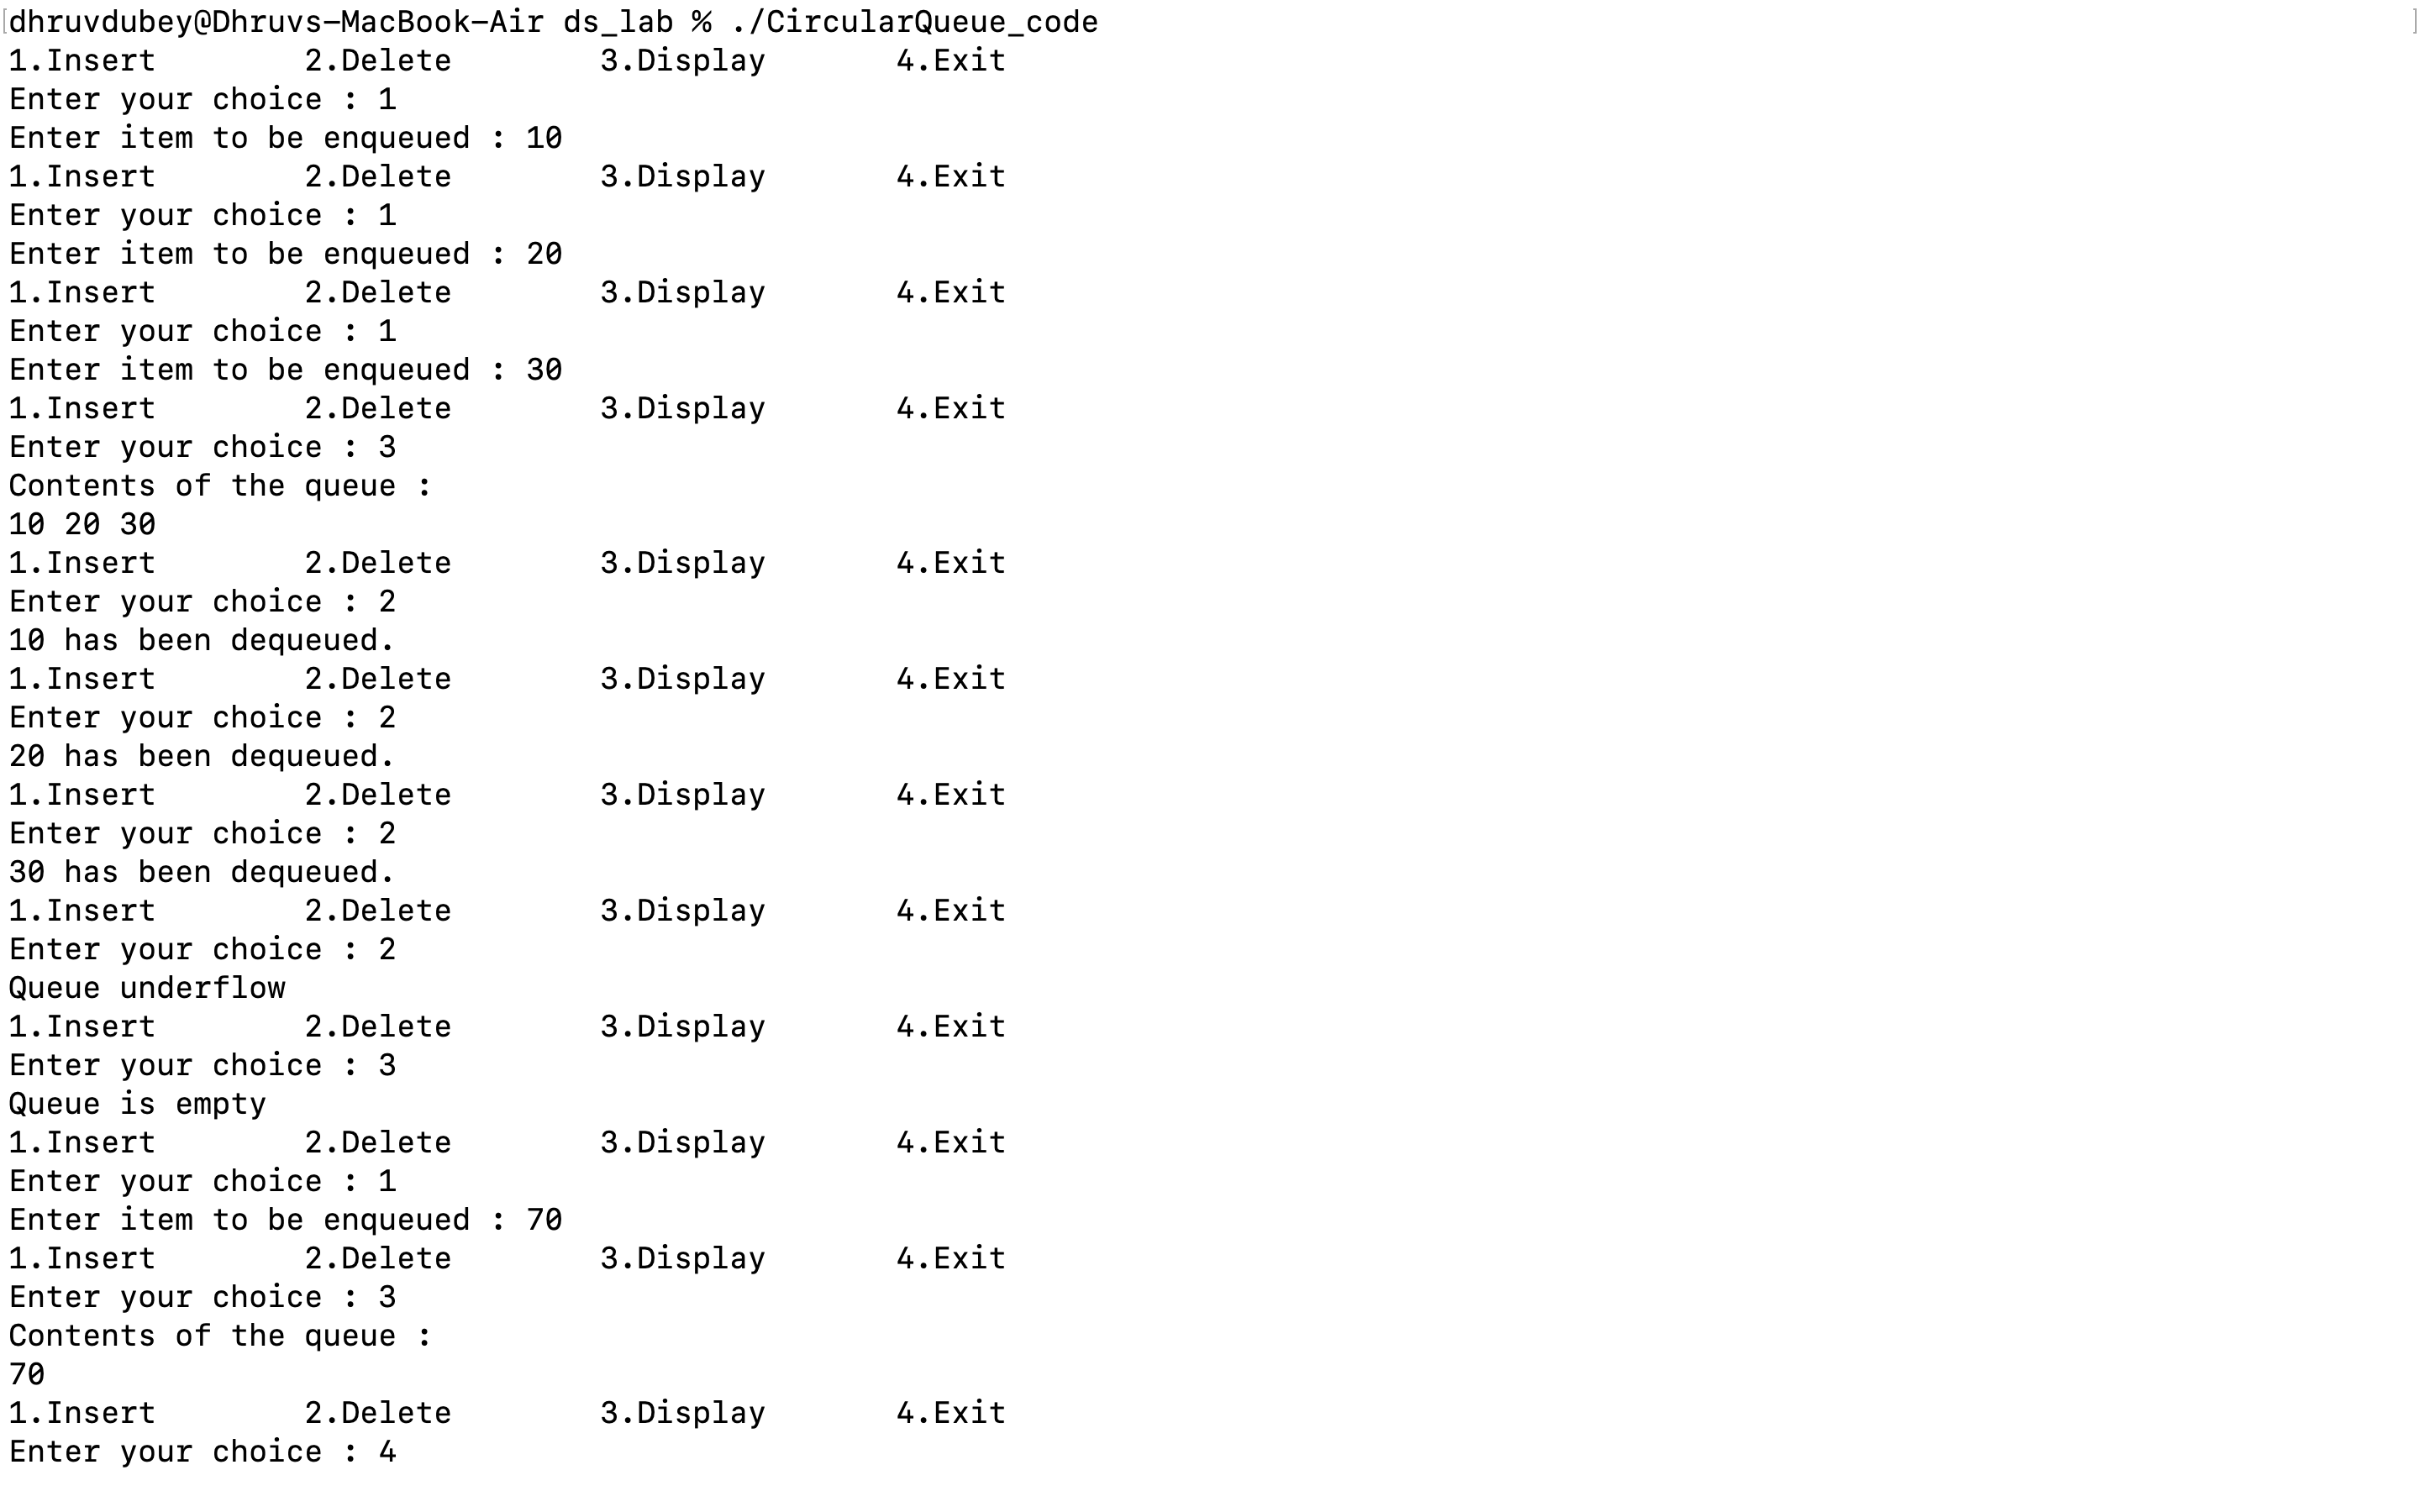 [dhruvdubey@Dhruvs-MacBook-Air ds_lab % ./CircularQueue_code ]
1.Insert        2.Delete        3.Display       4.Exit
Enter your choice : 1
Enter item to be enqueued : 10
1.Insert        2.Delete        3.Display       4.Exit
Enter your choice : 1
Enter item to be enqueued : 20
1.Insert        2.Delete        3.Display       4.Exit
Enter your choice : 1
Enter item to be enqueued : 30
1.Insert        2.Delete        3.Display       4.Exit
Enter your choice : 3
Contents of the queue :
10 20 30
1.Insert        2.Delete        3.Display       4.Exit
Enter your choice : 2
10 has been dequeued.
1.Insert        2.Delete        3.Display       4.Exit
Enter your choice : 2
20 has been dequeued.
1.Insert        2.Delete        3.Display       4.Exit
Enter your choice : 2
30 has been dequeued.
1.Insert        2.Delete        3.Display       4.Exit
Enter your choice : 2
Queue underflow
1.Insert        2.Delete        3.Display       4.Exit
Enter your choice : 3
Queue is empty
1.Insert        2.Delete        3.Display       4.Exit
Enter your choice : 1
Enter item to be enqueued : 70
1.Insert        2.Delete        3.Display       4.Exit
Enter your choice : 3
Contents of the queue :
70
1.Insert        2.Delete        3.Display       4.Exit
Enter your choice : 4